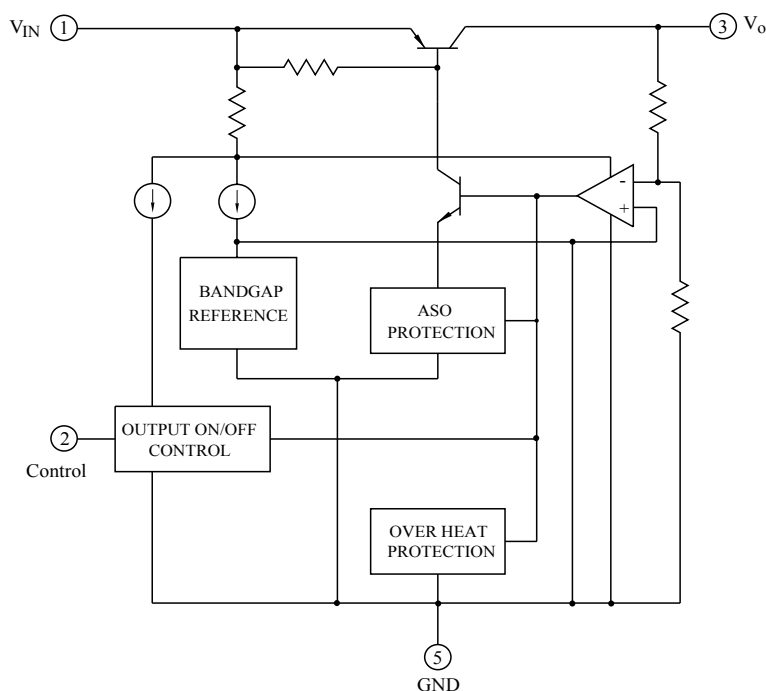 VIN 1
3 Vo
-
+
BANDGAP
REFERENCE
ASO
PROTECTION
2
OUTPUT ON/OFF
CONTROL
Control
OVER HEAT
PROTECTION
5
GND